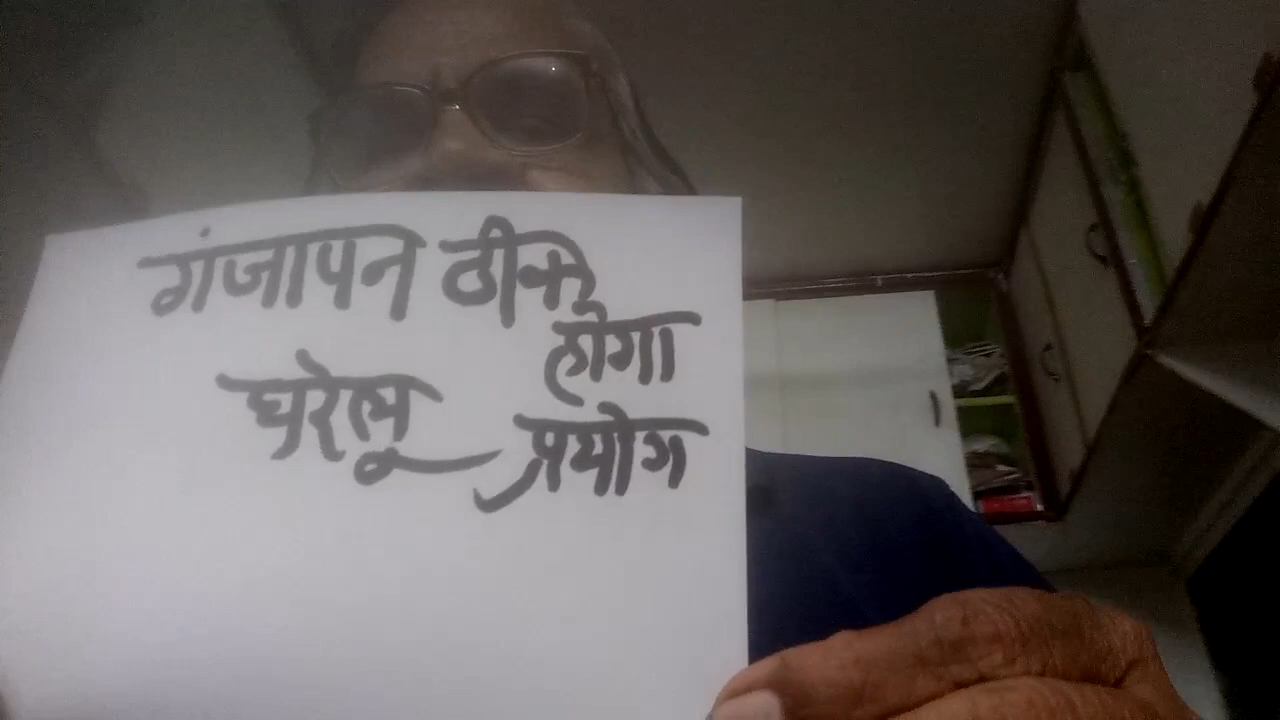 गंजापन ठीक
होगा
घरेलू प्रयोग